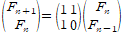 (F_{n+1} F_n) = (1 1 1 0) (F_n F_{n-1})